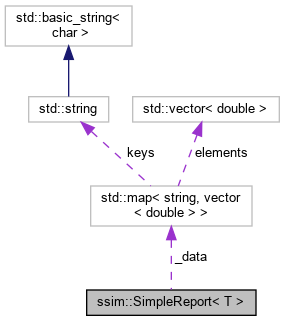 std::basic_string<
char >
std::string
std::vector< double >
keys
elements
std::map< string, vector
< double > >
_data
ssim::SimpleReport< T >